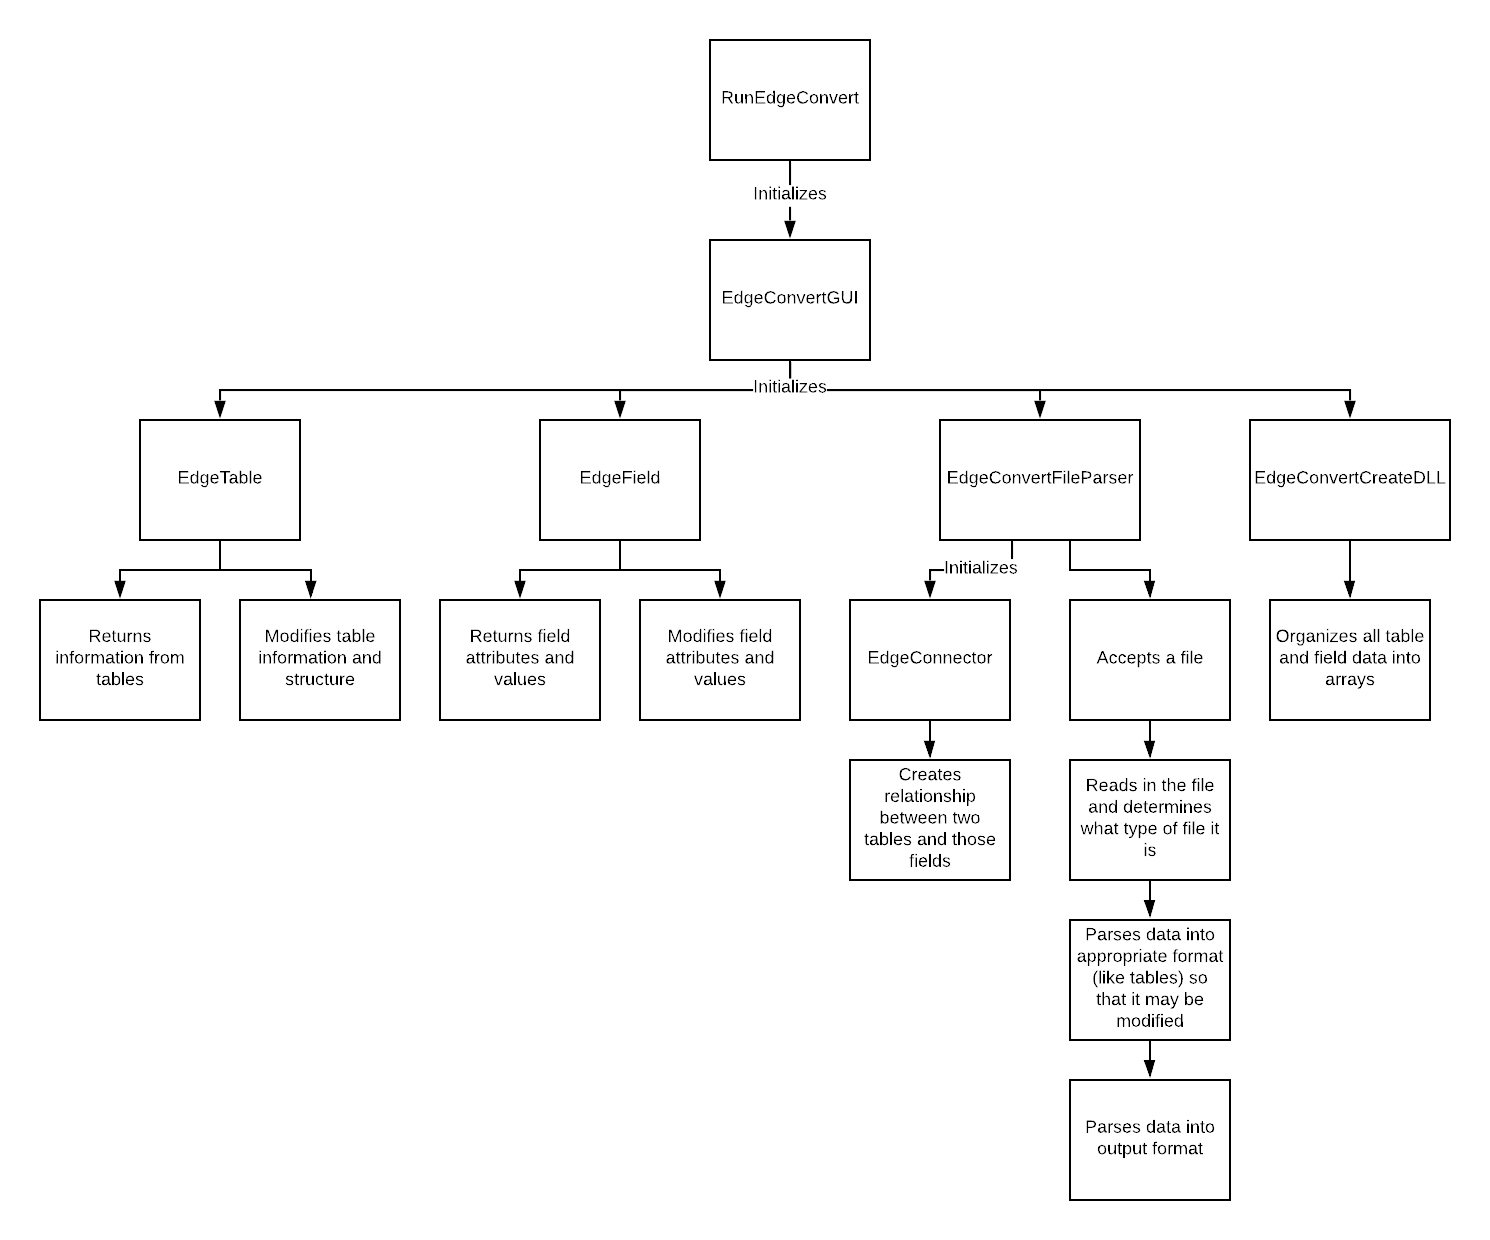 RunEdgeConvert
Initializes
EdgeConvertGUI
Initializes
EdgeTable
EdgeField
EdgeConvertFileParser
EdgeConvertCreateDLL
Initializes
Returns
information from
tables
Modifies table
information and
structure
Returns field
attributes and
values
Modifies field
attributes and
values
EdgeConnector
Accepts a file
Organizes all table
and field data into
arrays
Creates
relationship
between two
tables and those
fields
Reads in the file
and determines
what type of file it
is
Parses data into
appropriate format
(like tables) so
that it may be
modified
Parses data into
output format